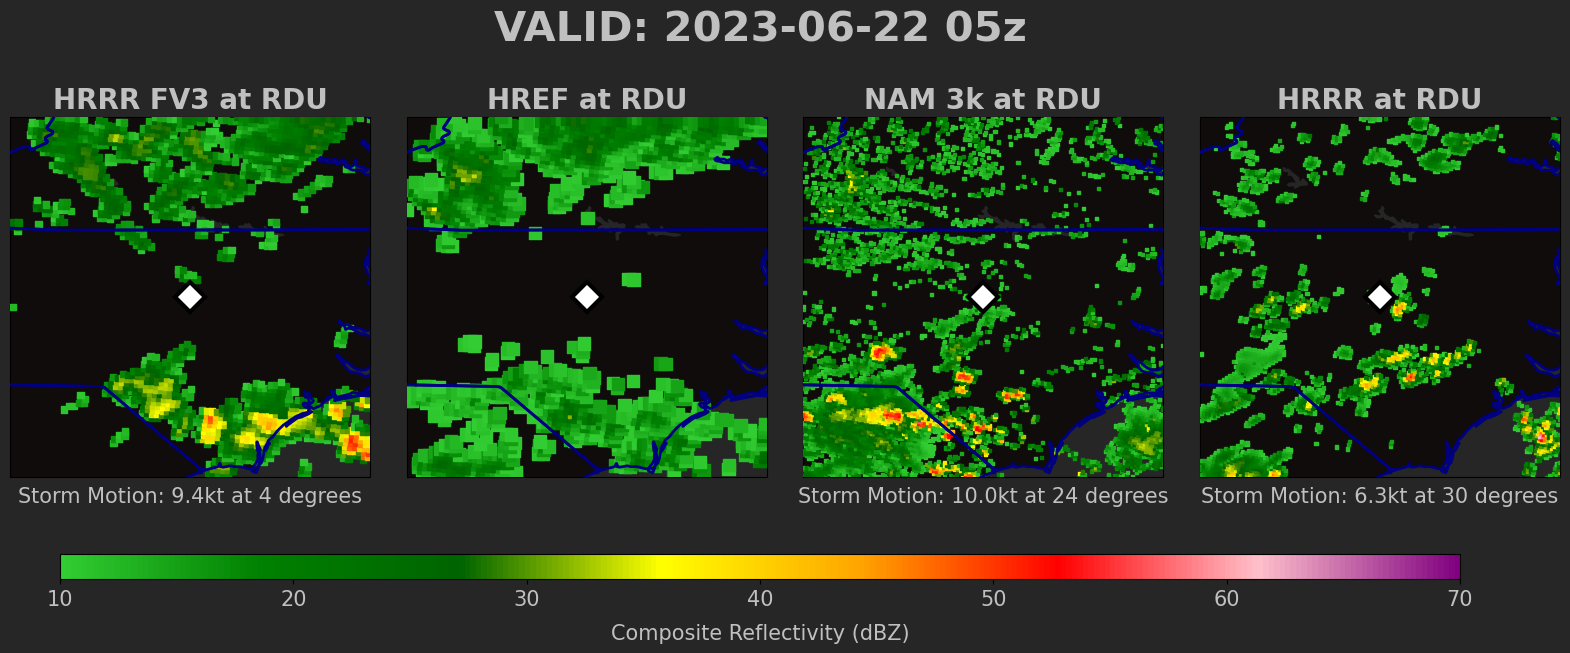 VALID: 2023-06-22 05z
HRRR FV3 at RDU
HREF at RDU
NAM 3k at RDU
HRRR at RDU
Storm Motion: 9.4kt at 4 degrees
Storm Motion: 10.0kt at 24 degrees
Storm Motion: 6.3kt at 30 degrees
10 20 30 40 50 60 70
Composite Reflectivity (dBZ)